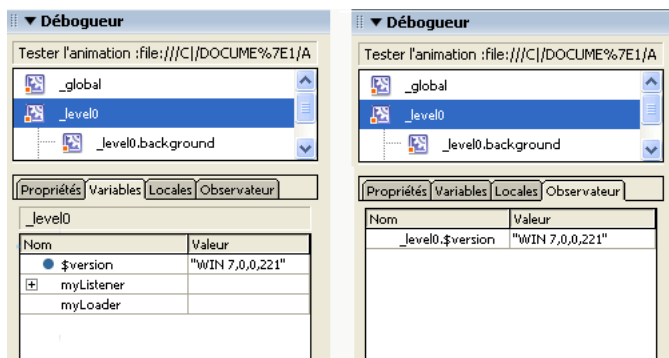 ▼ Débogueur
Tester l'animation :file:///C|/DOCUME%7E1/A
_global
_level0
_level0.background
Propriétés Variables Locales Observateur
_level0
Nom Valeur
$version "WIN 7,0,0,221"
myListener
myLoader
▼ Débogueur
Tester l'animation :file:///C|/DOCUME%7E1/A
_global
_level0
_level0.background
Propriétés Variables Locales Observateur
Nom Valeur
_level0.$version "WIN 7,0,0,221"